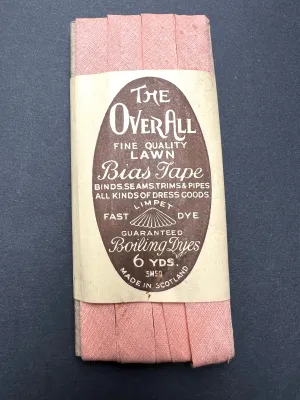 THE
OVERALL
FINE QUALITY
LAWN
Bias Tape
BINDS, SEAMS, TRIMS & PIPES
ALL KINDS OF DRESS GOODS
LIMPET
FAST DYE
GUARANTEED
Boiling Dyes
6 YDS.
MADE IN SCOTLAND